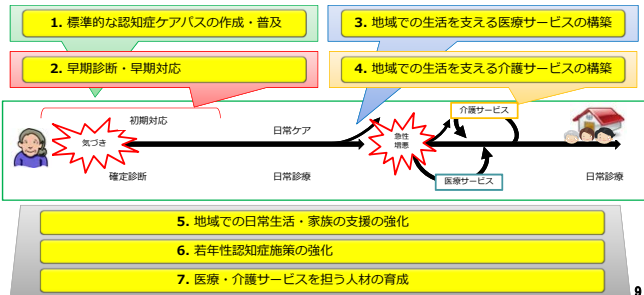 1. 標準的な認知症ケアパスの作成・普及
2. 早期診断・早期対応
3. 地域での生活を支える医療サービスの構築
4. 地域での生活を支える介護サービスの構築
初期対応
気づき
確定診断
日常ケア
日常診療
急性
増悪
介護サービス
医療サービス
日常診療
5. 地域での日常生活・家族の支援の強化
6. 若年性認知症施策の強化
7. 医療・介護サービスを担う人材の育成
9